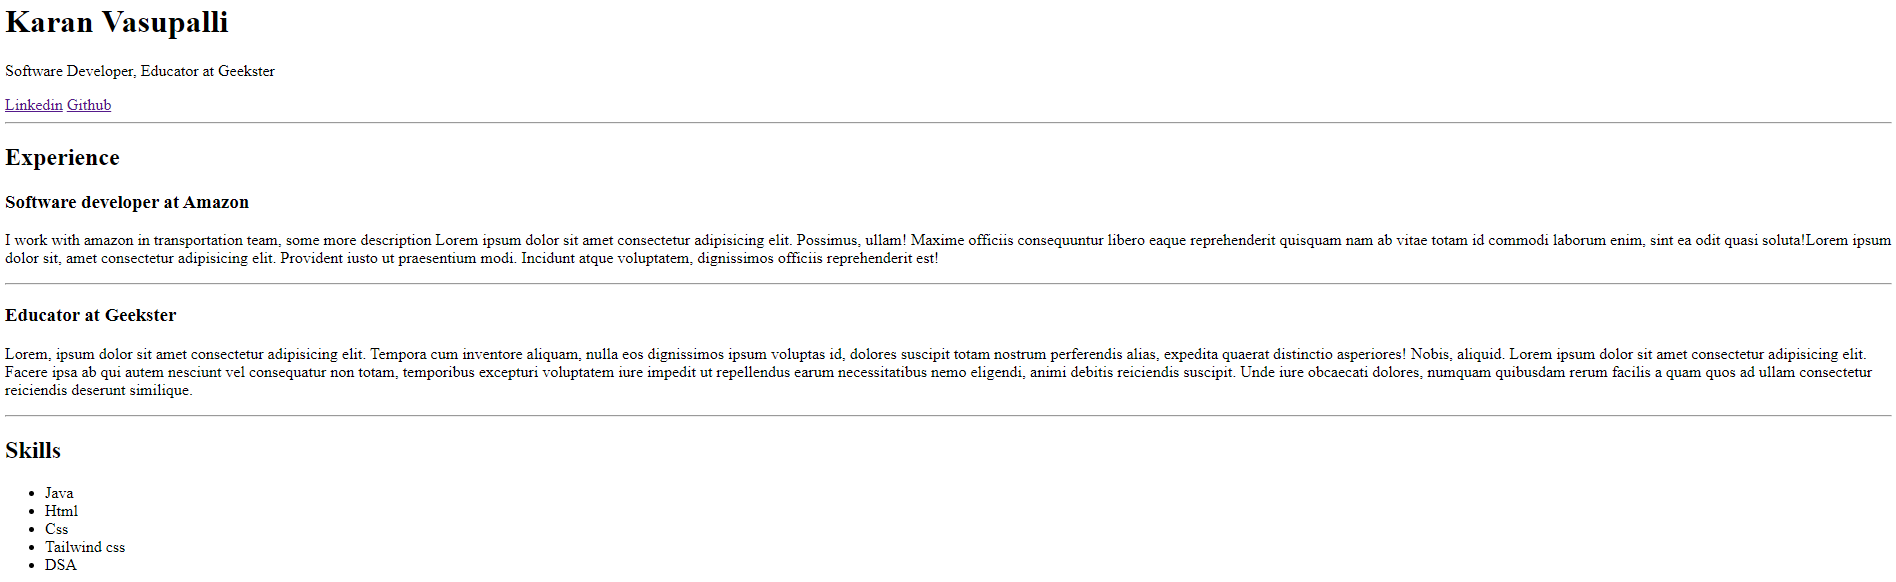 Karan Vasupalli
Software Developer, Educator at Geekster
Linkedin Github
Experience
Software developer at Amazon
I work with amazon in transportation team, some more description Lorem ipsum dolor sit amet consectetur adipisicing elit. Possimus, ullam! Maxime officiis consequuntur libero eaque reprehenderit quisquam nam ab vitae totam id commodi laborum enim, sint ea odit quasi soluta!Lorem ipsum
dolor sit, amet consectetur adipisicing elit. Provident iusto ut praesentium modi. Incidunt atque voluptatem, dignissimos officiis reprehenderit est!
Educator at Geekster
Lorem, ipsum dolor sit amet consectetur adipisicing elit. Tempora cum inventore aliquam, nulla eos dignissimos ipsum voluptas id, dolores suscipit totam nostrum perferendis alias, expedita quaerat distinctio asperiores! Nobis, aliquid. Lorem ipsum dolor sit amet consectetur adipisicing elit.
Facere ipsa ab qui autem nesciunt vel consequatur non totam, temporibus excepturi voluptatem iure impedit ut repellendus earum necessitatibus nemo eligendi, animi debitis reiciendis suscipit. Unde iure obcaecati dolores, numquam quibusdam rerum facilis a quam quos ad ullam consectetur
reiciendis deserunt similique.
Skills
• Java
• Html
• Css
• Tailwind css
• DSA